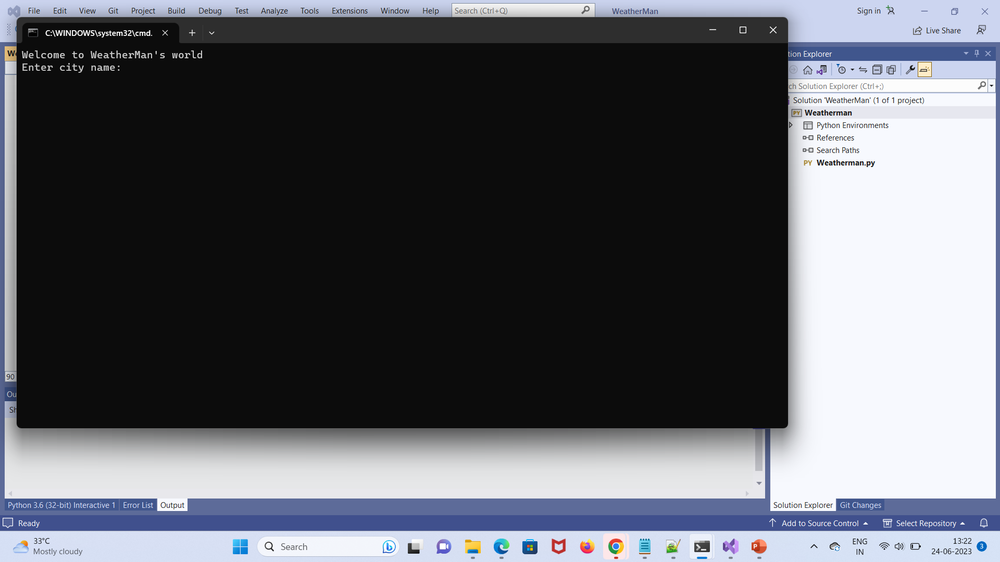 File Edit View Git Project Build Debug Test Analyze Tools Extensions Window Help Search (Ctrl+Q) WeatherMan Sign in
Live Share
C:\WINDOWS\system32\cmd.
Welcome to WeatherMan's world
Enter city name:
tion Explorer
ch Solution Explorer (Ctrl+;)
Solution 'WeatherMan' (1 of 1 project)
PY Weatherman
Python Environments
References
Search Paths
PY Weatherman.py
90
Python 3.6 (32-bit) Interactive 1 Error List Output
Solution Explorer Git Changes
Ready
Add to Source Control Select Repository
33°C
Mostly cloudy
Search
ENG
IN
13:22
24-06-2023
3